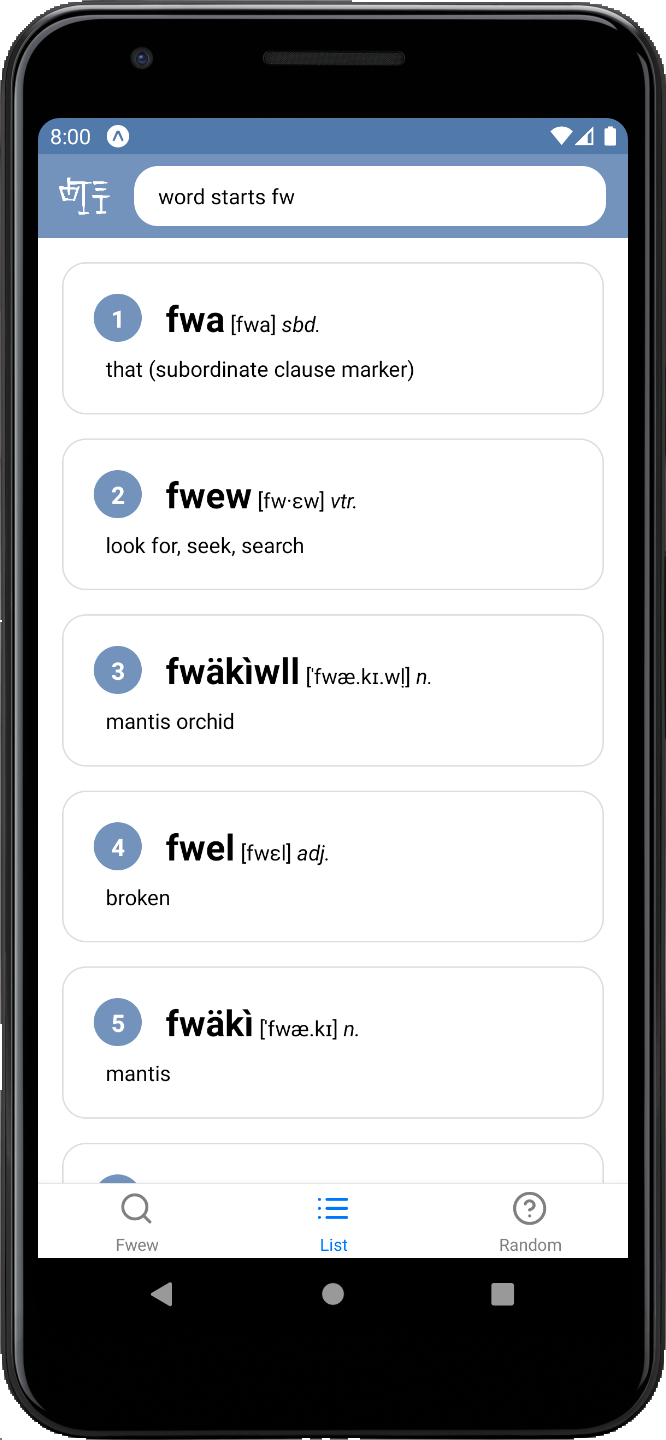 8:00
word starts fw
1 fwa [fwa] sbd.
that (subordinate clause marker)
2 fwew [fw·ɛw] vtr.
look for, seek, search
3 fwäkìwll [ˈfwæ.kɪ.wl̩] n.
mantis orchid
4 fwel [fwɛl] adj.
broken
5 fwäkì [ˈfwæ.kɪ] n.
mantis
Fwew List Random